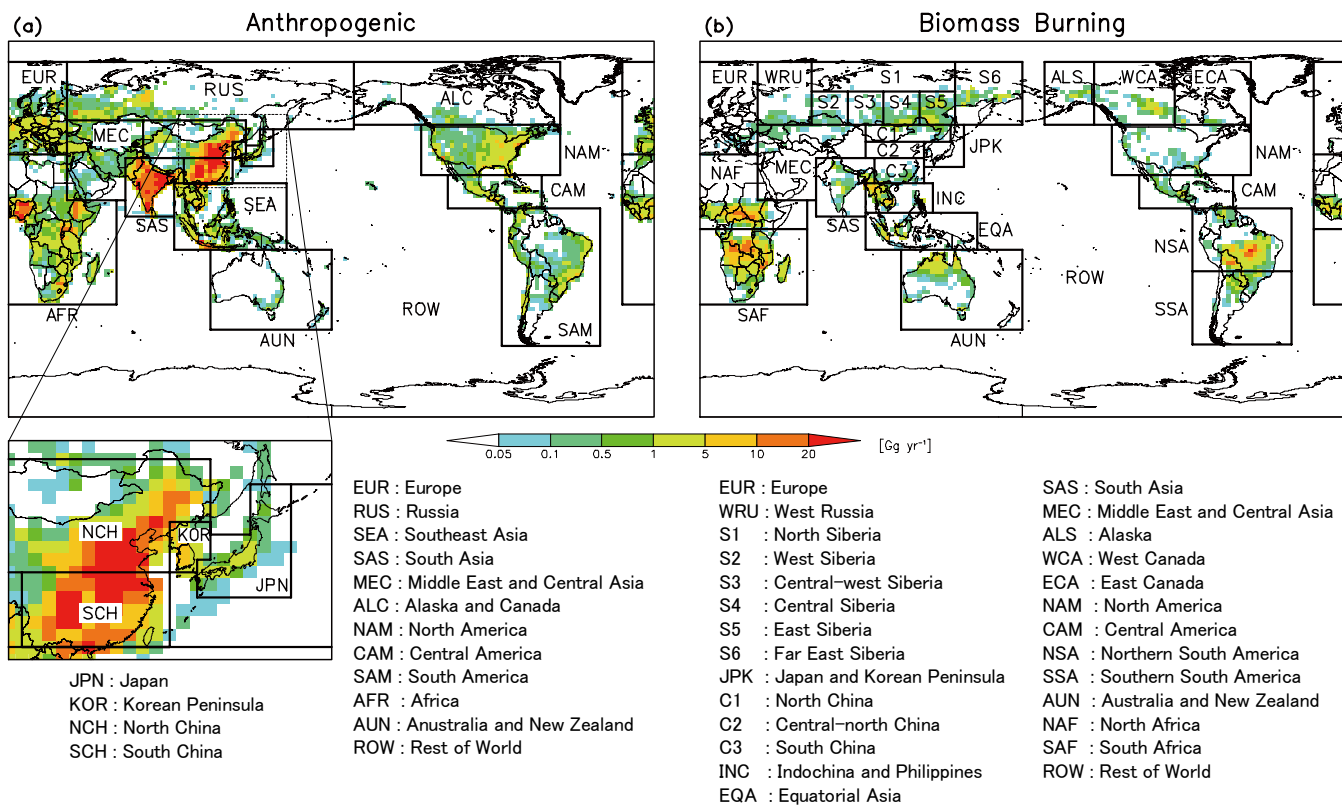 (a) Anthropogenic
EUR
RUS
MEC
SAS
SEA
AFR
AUN
ALC
NAM
CAM
ROW
SAM
(b) Biomass Burning
EUR WRU S1 S6 ALS WCA ECA
S2 S3 S4 S5
C1
C2
C3
JPK
NAF
MEC
INC
SAS
EQA
SAF
AUN
NAM
CAM
NSA
ROW
SSA
NCH
KOR
SCH
JPN
0.05 0.1 0.5 1 5 10 20
[Gg yr⁻¹]
JPN : Japan
KOR : Korean Peninsula
NCH : North China
SCH : South China
EUR : Europe
RUS : Russia
SEA : Southeast Asia
SAS : South Asia
MEC : Middle East and Central Asia
ALC : Alaska and Canada
NAM : North America
CAM : Central America
SAM : South America
AFR : Africa
AUN : Anustralia and New Zealand
ROW : Rest of World
EUR : Europe
WRU : West Russia
S1 : North Siberia
S2 : West Siberia
S3 : Central-west Siberia
S4 : Central Siberia
S5 : East Siberia
S6 : Far East Siberia
JPK : Japan and Korean Peninsula
C1 : North China
C2 : Central-north China
C3 : South China
INC : Indochina and Philippines
EQA : Equatorial Asia
SAS : South Asia
MEC : Middle East and Central Asia
ALS : Alaska
WCA : West Canada
ECA : East Canada
NAM : North America
CAM : Central America
NSA : Northern South America
SSA : Southern South America
AUN : Australia and New Zealand
NAF : North Africa
SAF : South Africa
ROW : Rest of World